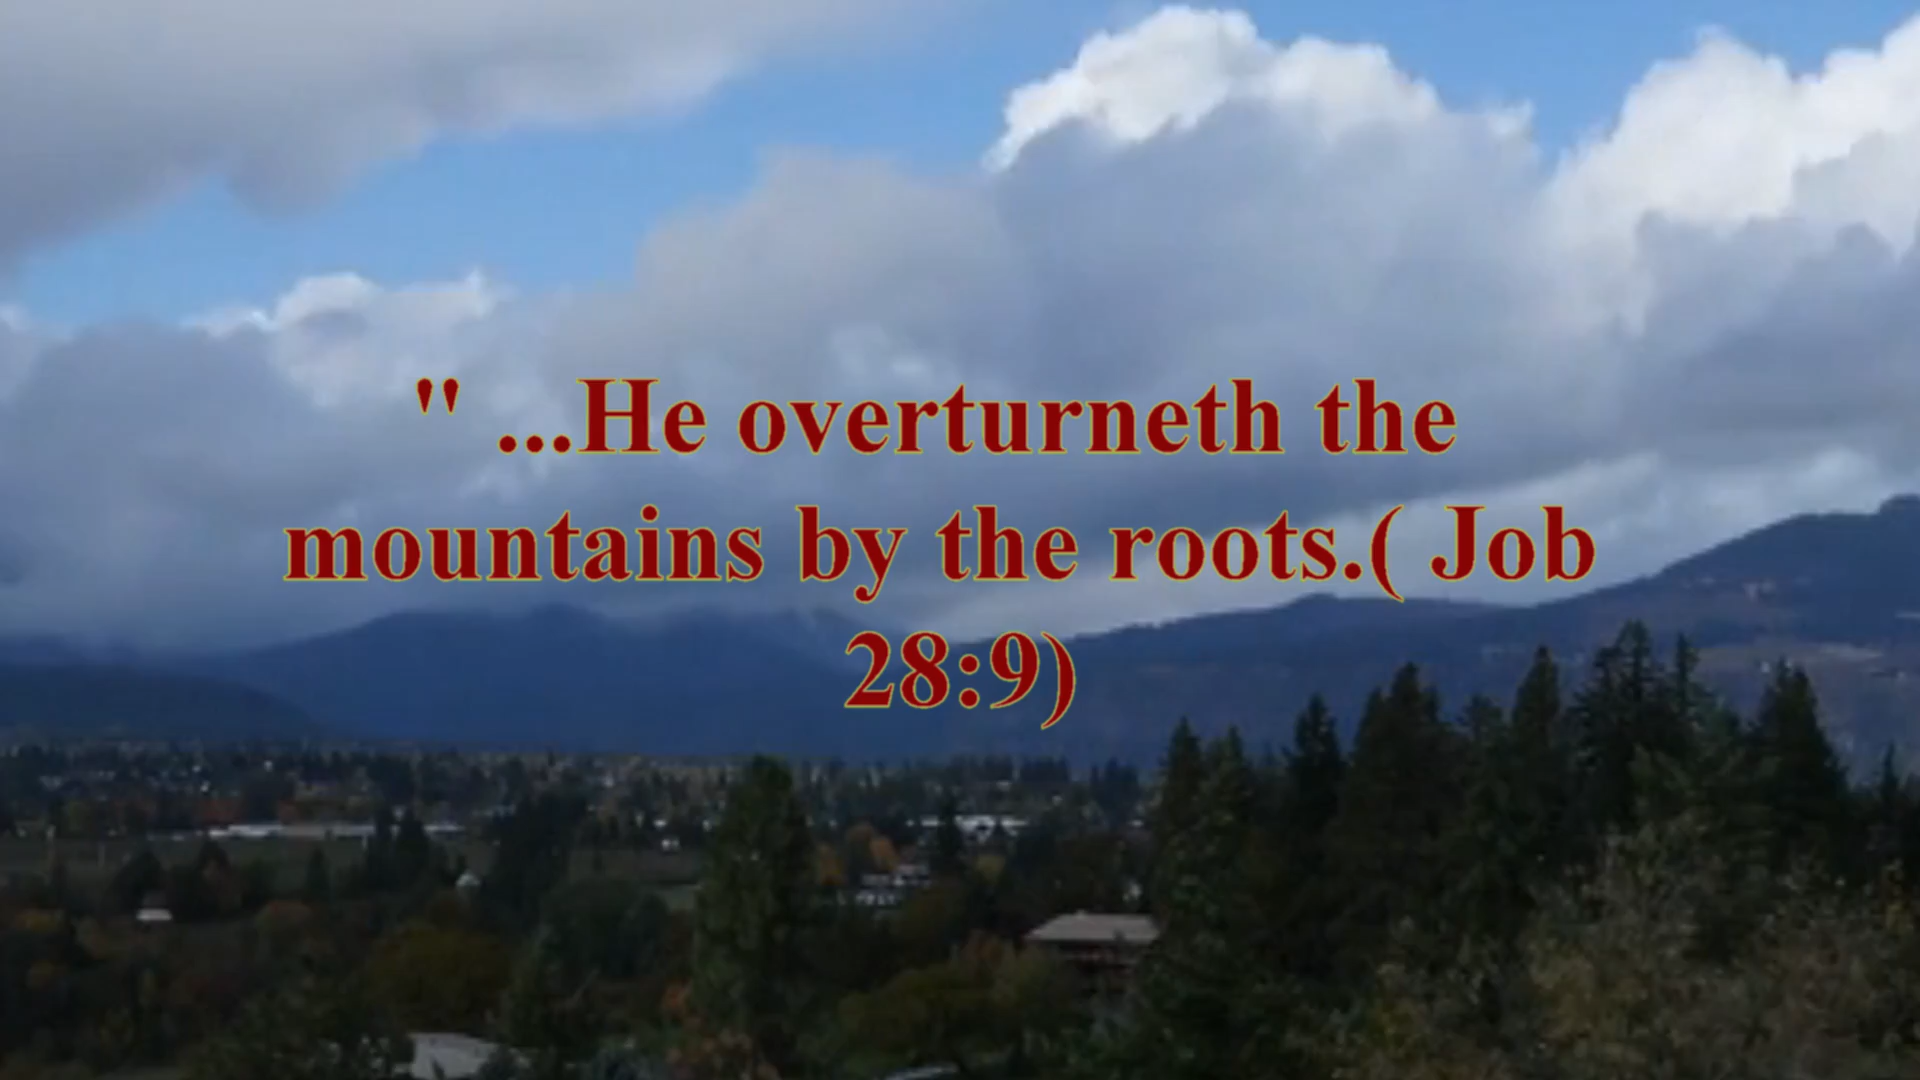 " ...He overturneth the
mountains by the roots.( Job
28:9)